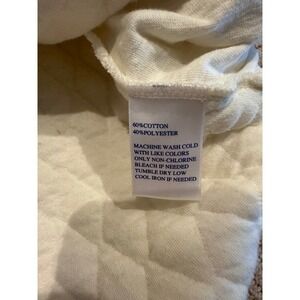 60%COTTON
40%POLYESTER
MACHINE WASH COLD
WITH LIKE COLORS
ONLY NON-CHLORINE
BLEACH IF NEEDED
TUMBLE DRY LOW
COOL IRON IF NEEDED